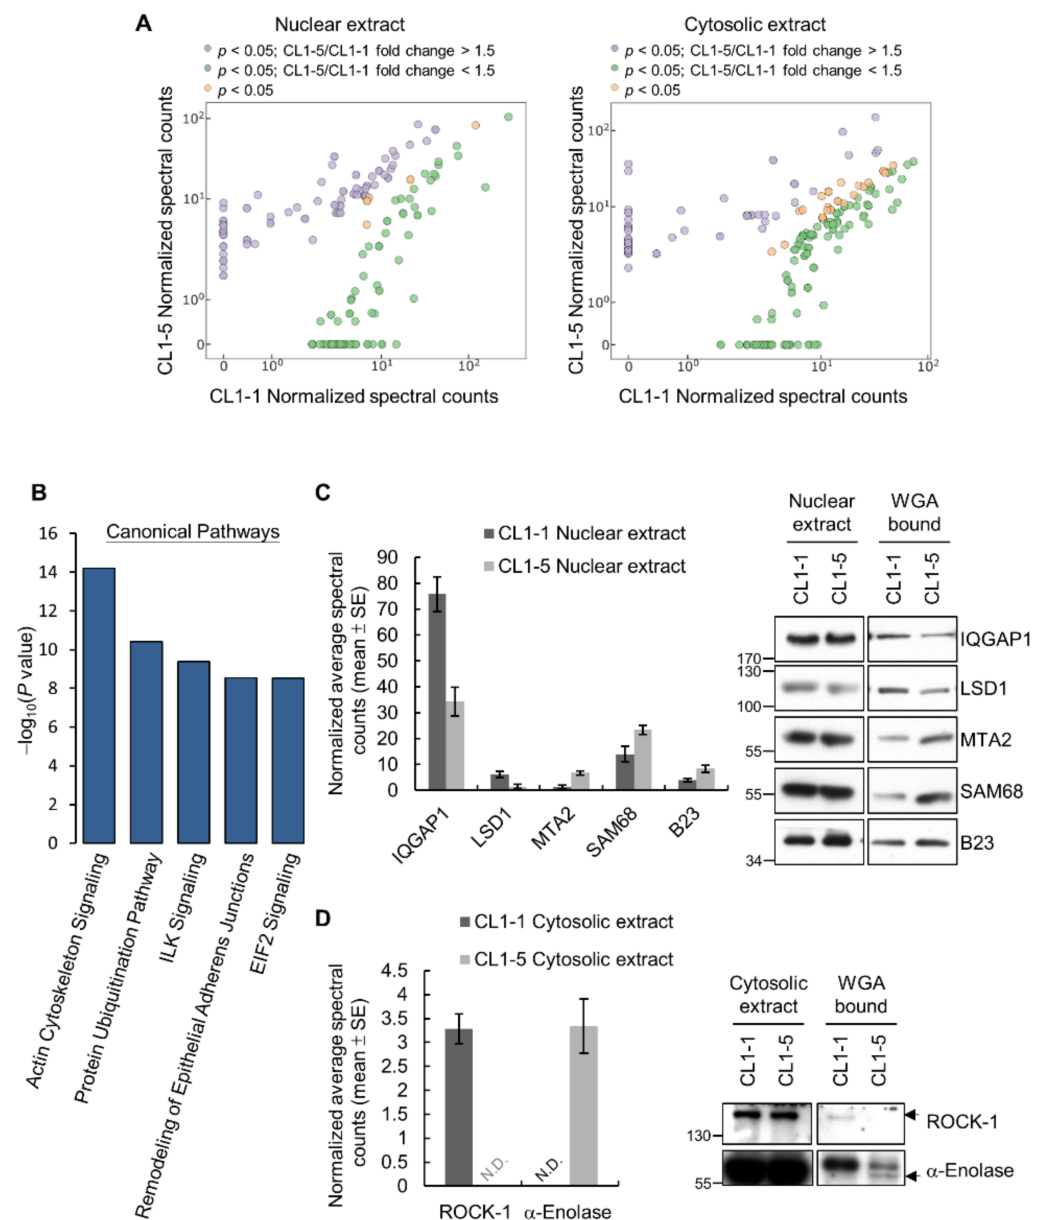 A
Nuclear extract
p < 0.05; CL1-5/CL1-1 fold change > 1.5
p < 0.05; CL1-5/CL1-1 fold change < 1.5
p < 0.05
CL1-5 Normalized spectral counts
10²
10¹
10⁰
0
0
10⁰
10¹
10²
CL1-1 Normalized spectral counts
Cytosolic extract
p < 0.05; CL1-5/CL1-1 fold change > 1.5
p < 0.05; CL1-5/CL1-1 fold change < 1.5
p < 0.05
CL1-5 Normalized spectral counts
10²
10¹
10⁰
0
0
10⁰
10¹
10²
CL1-1 Normalized spectral counts
B
Canonical Pathways
−log₁₀(P value)
16
14
12
10
8
6
4
2
0
Actin Cytoskeleton Signaling
Protein Ubiquitination Pathway
ILK Signaling
Remodeling of Epithelial Adherens Junctions
EIF2 Signaling
C
CL1-1 Nuclear extract
CL1-5 Nuclear extract
Normalized average spectral
counts (mean ± SE)
90
80
70
60
50
40
30
20
10
0
IQGAP1
LSD1
MTA2
SAM68
B23
Nuclear
extract
WGA
bound
CL1-1
CL1-5
CL1-1
CL1-5
IQGAP1
170
130
LSD1
100
MTA2
55
SAM68
55
B23
34
D
CL1-1 Cytosolic extract
CL1-5 Cytosolic extract
Normalized average spectral
counts (mean ± SE)
4.5
4
3.5
3
2.5
2
1.5
1
0.5
0
N.D.
N.D.
ROCK-1
α-Enolase
Cytosolic
extract
WGA
bound
CL1-1
CL1-5
CL1-1
CL1-5
ROCK-1
130
α-Enolase
55